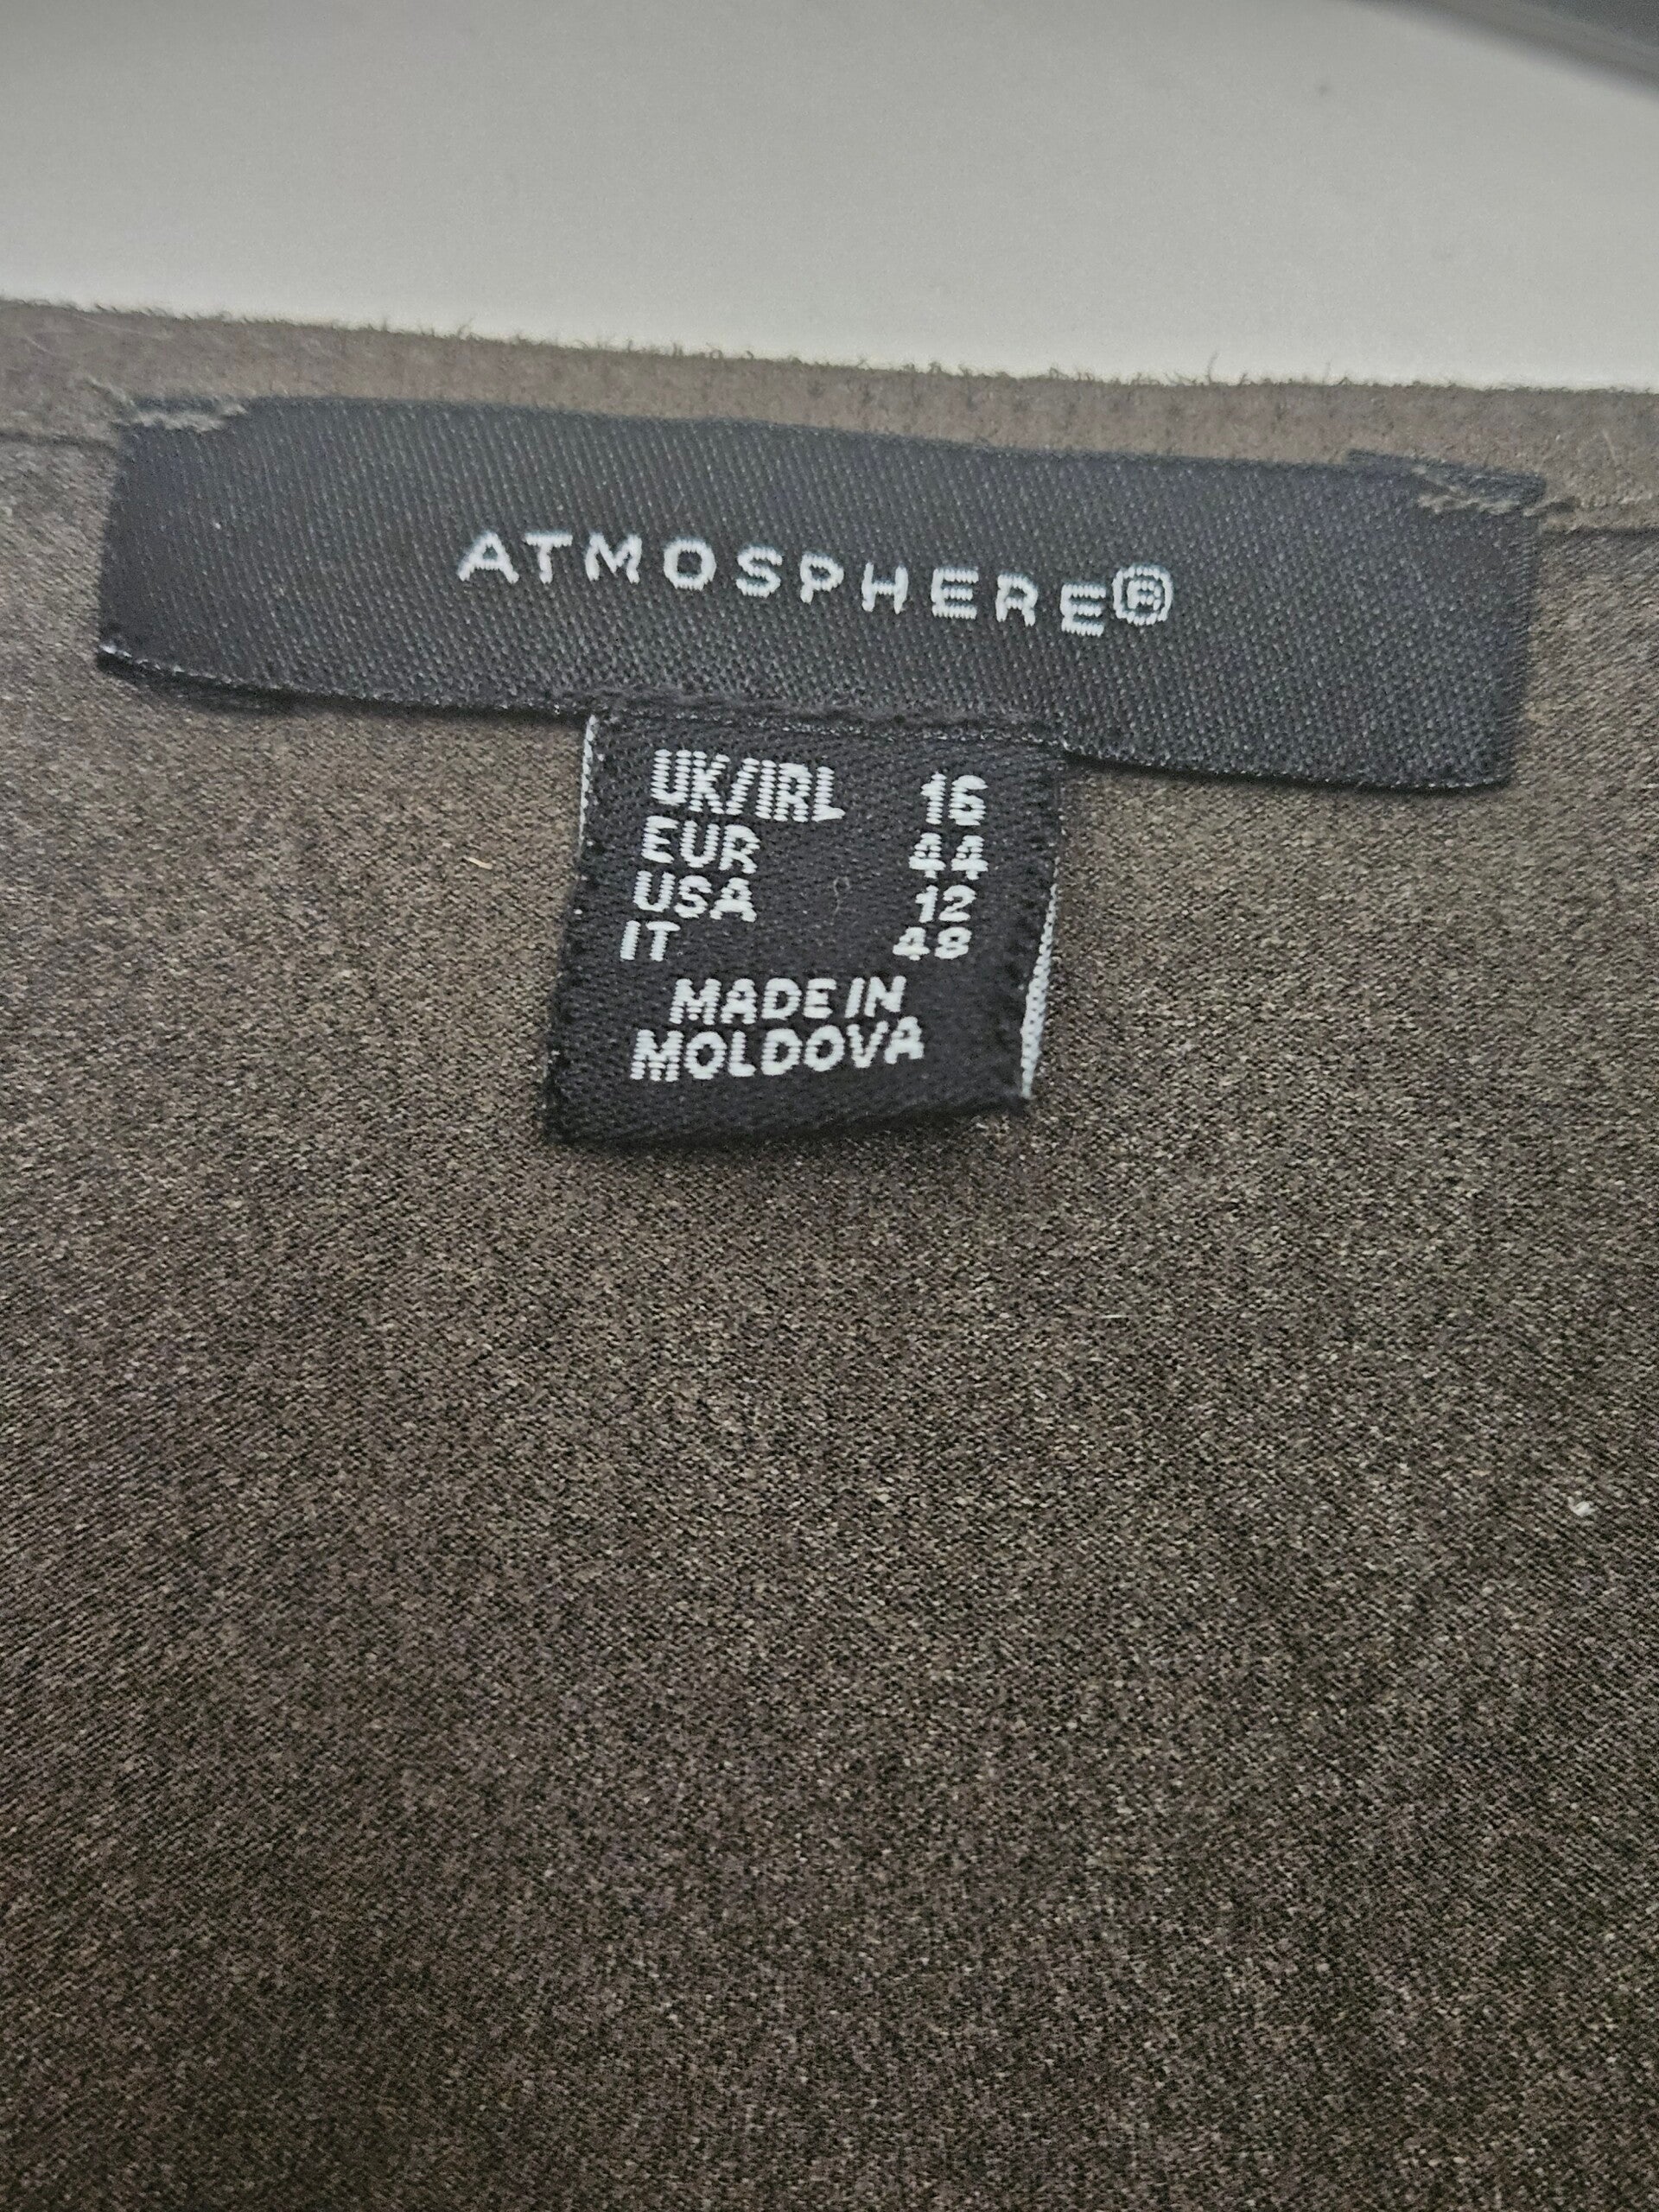 ATMOSPHERE®
UK/IRL 16
EUR 44
USA 12
IT 48
MADE IN
MOLDOVA